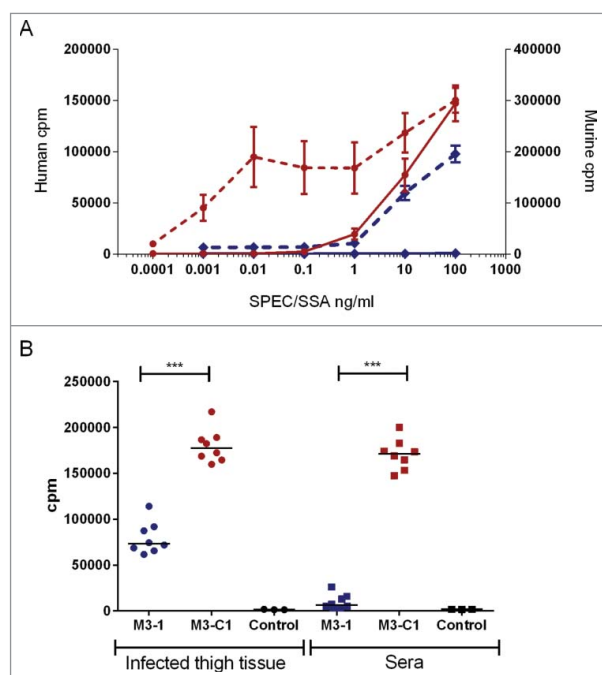 A
200000
150000
100000
50000
0
Human cpm
400000
300000
200000
100000
0
Murine cpm
0.0001 0.001 0.01 0.1 1 10 100 1000
SPEC/SSA ng/ml
B
250000
200000
150000
100000
50000
0
cpm
*** ***
M3-1 M3-C1 Control M3-1 M3-C1 Control
Infected thigh tissue Sera